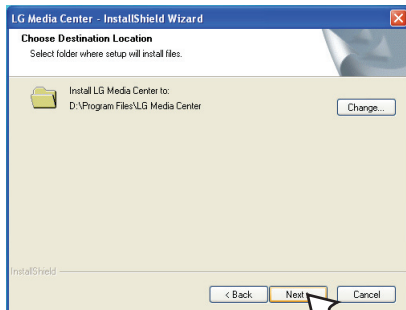 LG Media Center - InstallShield Wizard
Choose Destination Location
Select folder where setup will install files.
Install LG Media Center to:
D:\Program Files\LG Media Center
Change...
InstallShield
< Back
Next
Cancel